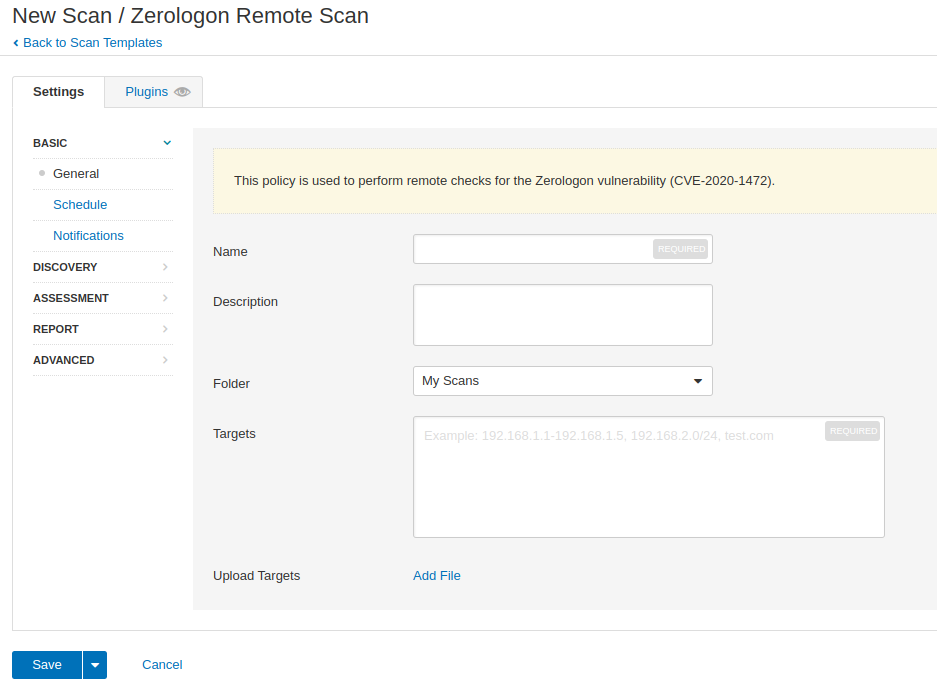 New Scan / Zerologon Remote Scan
Back to Scan Templates
Settings
Plugins
BASIC
General
Schedule
Notifications
DISCOVERY
ASSESSMENT
REPORT
ADVANCED
This policy is used to perform remote checks for the Zerologon vulnerability (CVE-2020-1472).
Name
REQUIRED
Description
Folder
My Scans
Targets
Example: 192.168.1.1-192.168.1.5, 192.168.2.0/24, test.com
REQUIRED
Upload Targets
Add File
Save
Cancel